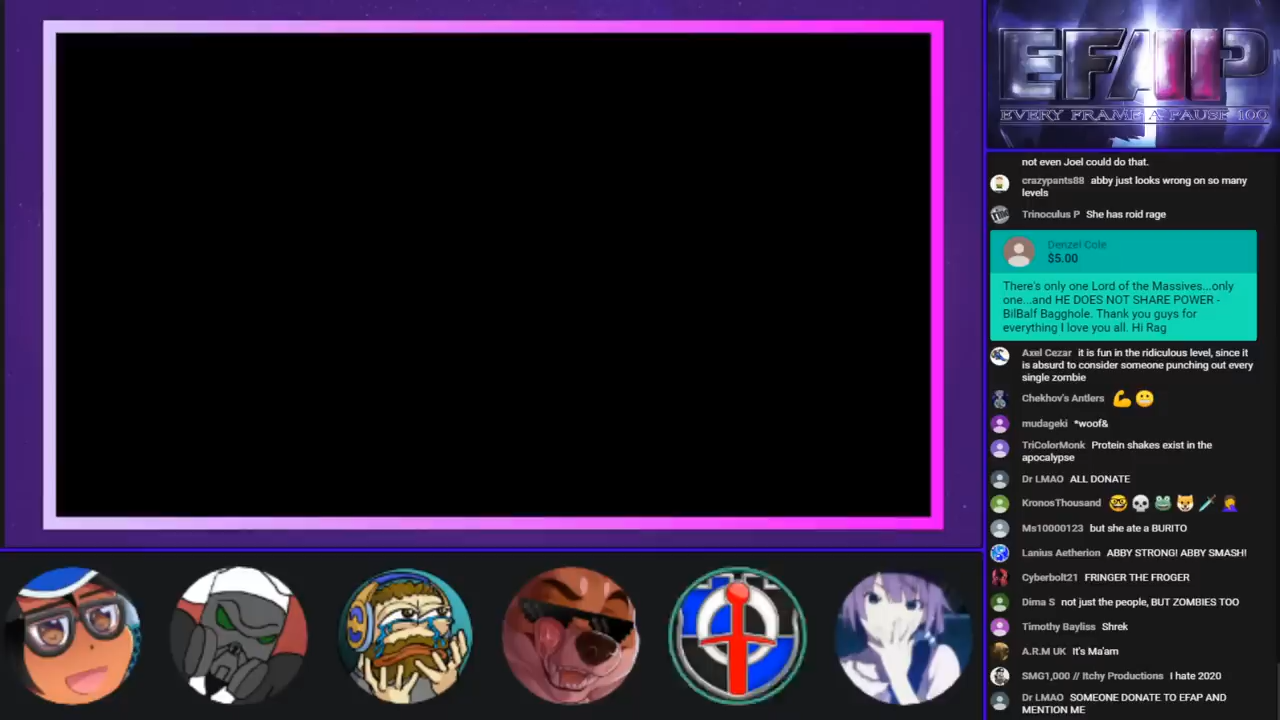 EFAP
EVERY FRAME A PAUSE 100
not even Joel could do that.
crazypants88 abby just looks wrong on so many
levels
Trinoculus P She has roid rage
Denzel Cole
$5.00
There's only one Lord of the Massives...only
one...and HE DOES NOT SHARE POWER -
BilBalf Bagghole. Thank you guys for
everything I love you all. Hi Rag
Axel Cezar it is fun in the ridiculous level, since it
is absurd to consider someone punching out every
single zombie
Chekhov's Antlers 💪😬
mudageki *woof&
TriColorMonk Protein shakes exist in the
apocalypse
Dr LMAO ALL DONATE
KronosThousand 🤓💀🐸🐱🗡️🤦
Ms10000123 but she ate a BURITO
Lanius Aetherion ABBY STRONG! ABBY SMASH!
Cyberbolt21 FRINGER THE FROGER
Dima S not just the people, BUT ZOMBIES TOO
Timothy Bayliss Shrek
A.R.M UK It's Ma'am
SMG1,000 // Itchy Productions I hate 2020
Dr LMAO SOMEONE DONATE TO EFAP AND
MENTION ME